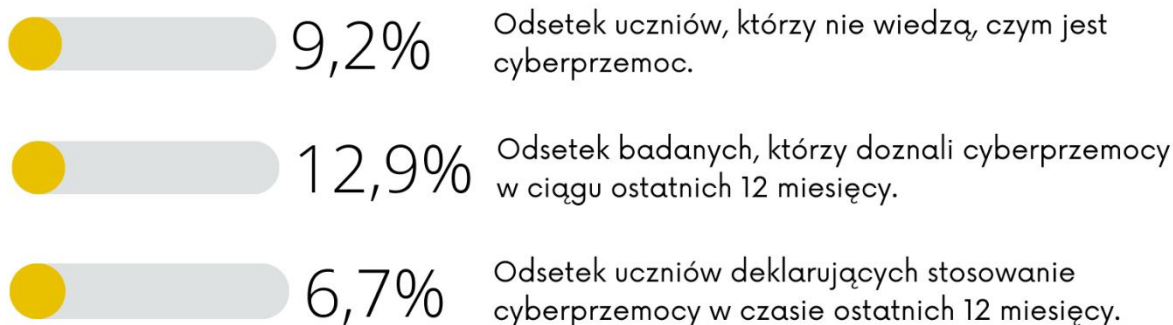 9,2%
Odsetek uczniów, którzy nie wiedzą, czym jest
cyberprzemoc.
12,9%
Odsetek badanych, którzy doznali cyberprzemocy
w ciągu ostatnich 12 miesięcy.
6,7%
Odsetek uczniów deklarujących stosowanie
cyberprzemocy w czasie ostatnich 12 miesięcy.